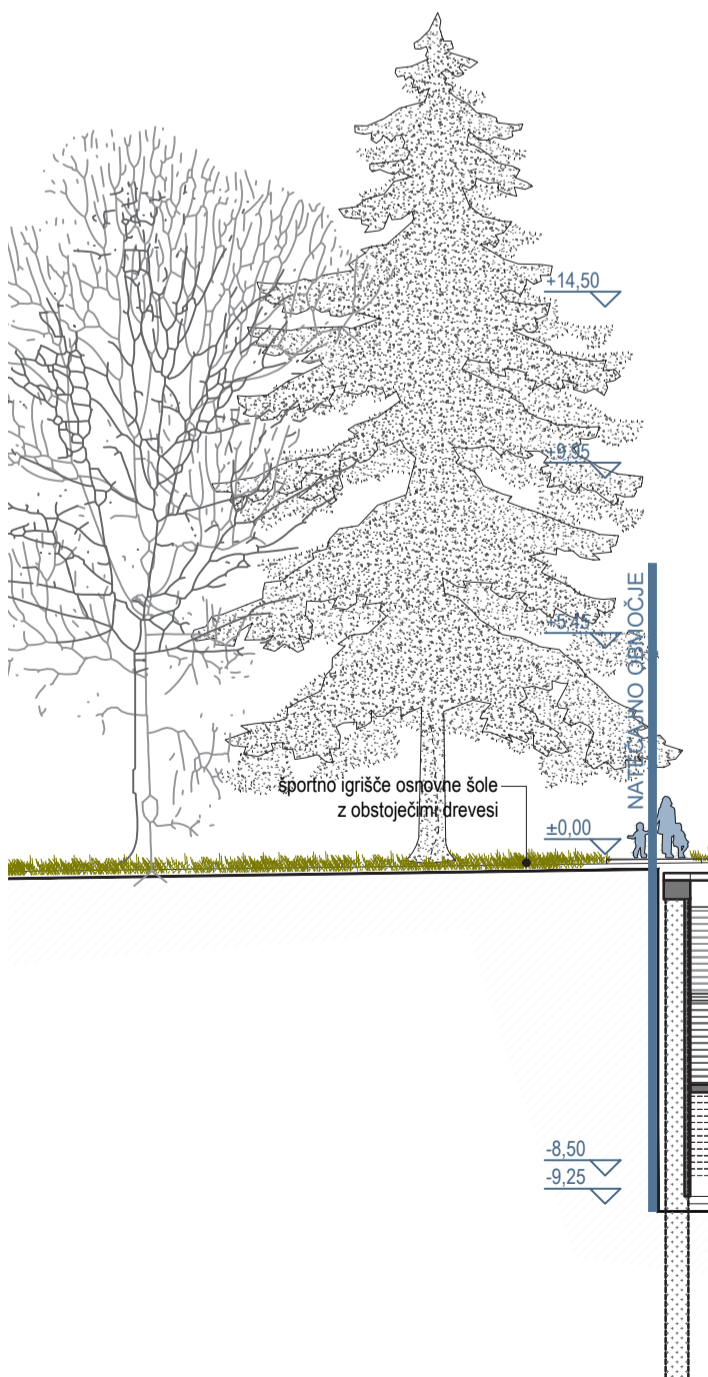 +14,50
+9,95
+5,45
NATEČAJNO OBMOČJE
športno igrišče osnovne šole
z obstoječimi drevesi
±0,00
-8,50
-9,25